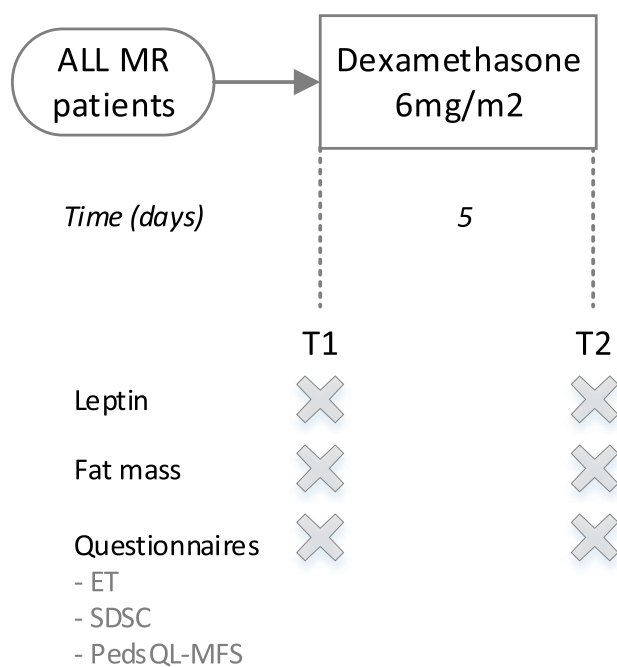 ALL MR
patients
Dexamethasone
6mg/m2
Time (days)
5
T1
T2
Leptin
Fat mass
Questionnaires
- ET
- SDSC
- PedsQL-MFS